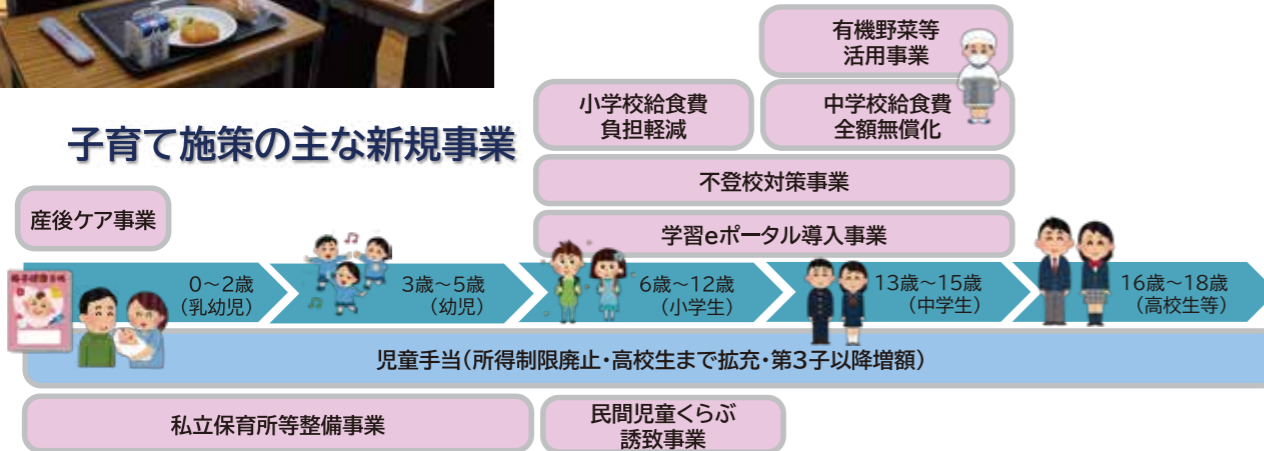 有機野菜等
活用事業
小学校給食費
負担軽減
中学校給食費
全額無償化
子育て施策の主な新規事業
不登校対策事業
産後ケア事業
学習eポータル導入事業
0~2歳
(乳幼児)
3歳~5歳
(幼児)
6歳~12歳
(小学生)
13歳~15歳
(中学生)
16歳~18歳
(高校生等)
児童手当(所得制限廃止・高校生まで拡充・第3子以降増額)
私立保育所等整備事業
民間児童くらぶ
誘致事業